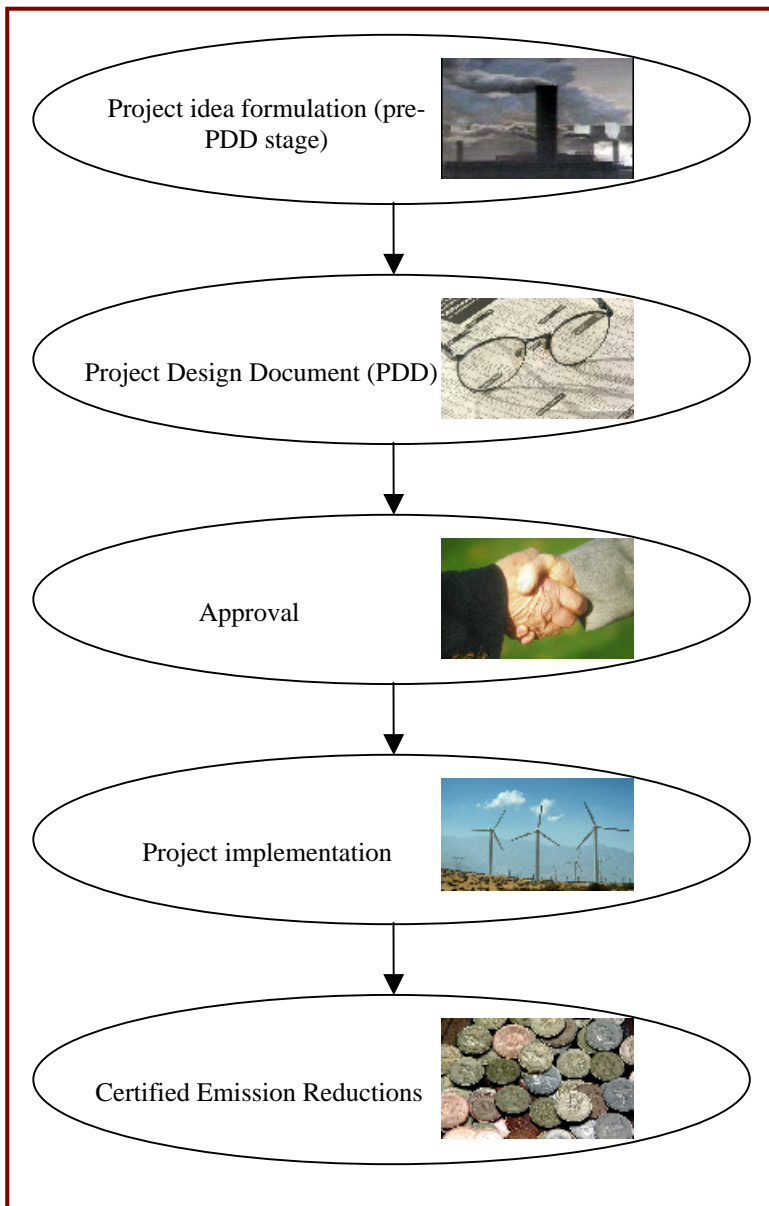 Project idea formulation (pre-
PDD stage)
Project Design Document (PDD)
Approval
Project implementation
Certified Emission Reductions